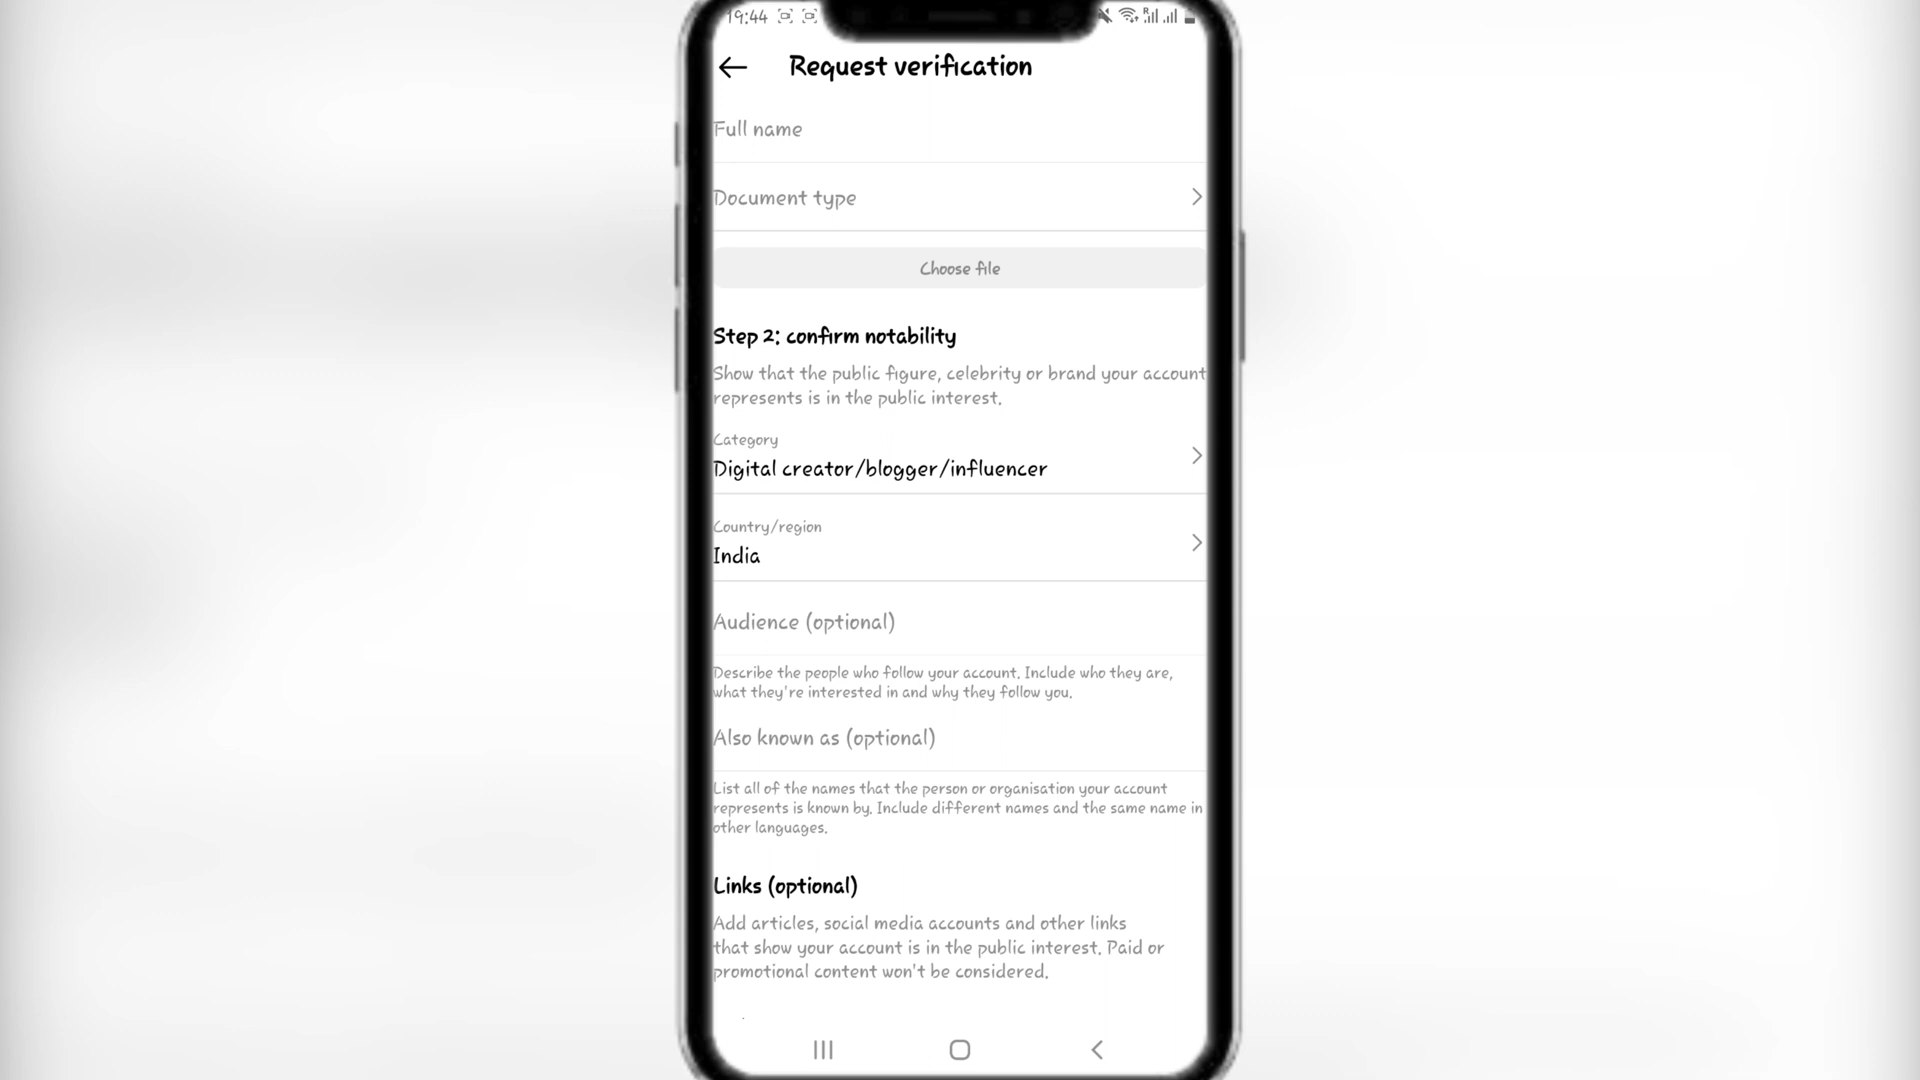 19:44
Request verification
Full name
Document type
Choose file
Step 2: confirm notability
Show that the public figure, celebrity or brand your account
represents is in the public interest.
Category
Digital creator/blogger/influencer
Country/region
India
Audience (optional)
Describe the people who follow your account. Include who they are,
what they're interested in and why they follow you.
Also known as (optional)
List all of the names that the person or organisation your account
represents is known by. Include different names and the same name in
other languages.
Links (optional)
Add articles, social media accounts and other links
that show your account is in the public interest. Paid or
promotional content won't be considered.